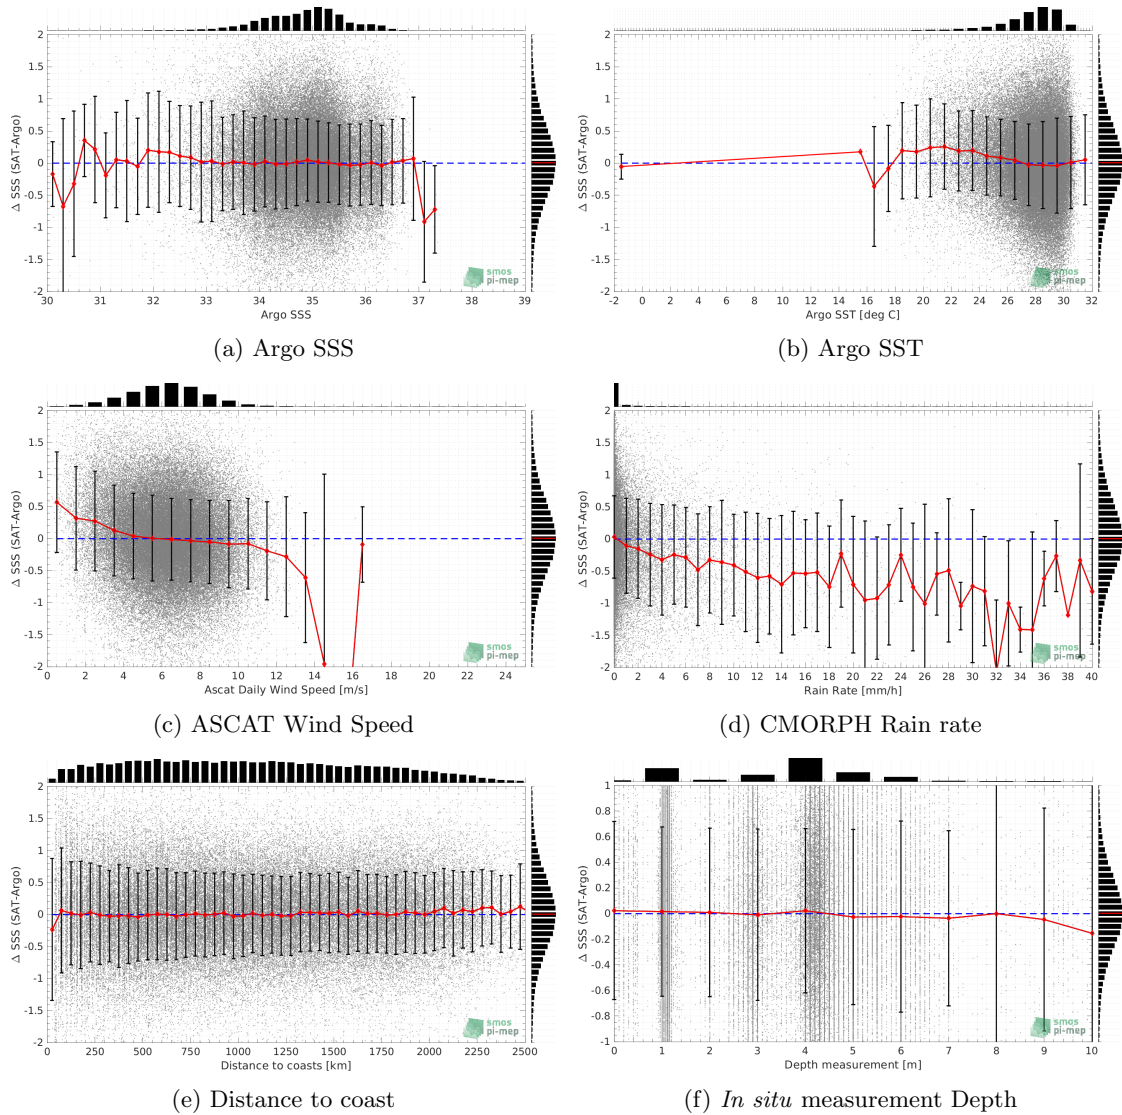 2
1.5
1
0.5
0
-0.5
-1
-1.5
-2
Δ SSS (SAT-Argo)
30 31 32 33 34 35 36 37 38 39
Argo SSS
smos
pi-mep
(a) Argo SSS
2
1.5
1
0.5
0
-0.5
-1
-1.5
-2
Δ SSS (SAT-Argo)
-2 0 2 4 6 8 10 12 14 16 18 20 22 24 26 28 30 32
Argo SST [deg C]
smos
pi-mep
(b) Argo SST
2
1.5
1
0.5
0
-0.5
-1
-1.5
-2
Δ SSS (SAT-Argo)
0 2 4 6 8 10 12 14 16 18 20 22 24
Ascat Daily Wind Speed [m/s]
smos
pi-mep
(c) ASCAT Wind Speed
2
1.5
1
0.5
0
-0.5
-1
-1.5
-2
Δ SSS (SAT-Argo)
0 2 4 6 8 10 12 14 16 18 20 22 24 26 28 30 32 34 36 38 40
Rain Rate [mm/h]
smos
pi-mep
(d) CMORPH Rain rate
2
1.5
1
0.5
0
-0.5
-1
-1.5
-2
Δ SSS (SAT-Argo)
0 250 500 750 1000 1250 1500 1750 2000 2250 2500
Distance to coasts [km]
smos
pi-mep
(e) Distance to coast
1
0.8
0.6
0.4
0.2
0
-0.2
-0.4
-0.6
-0.8
-1
Δ SSS (SAT-Argo)
0 1 2 3 4 5 6 7 8 9 10
Depth measurement [m]
smos
pi-mep
(f) In situ measurement Depth